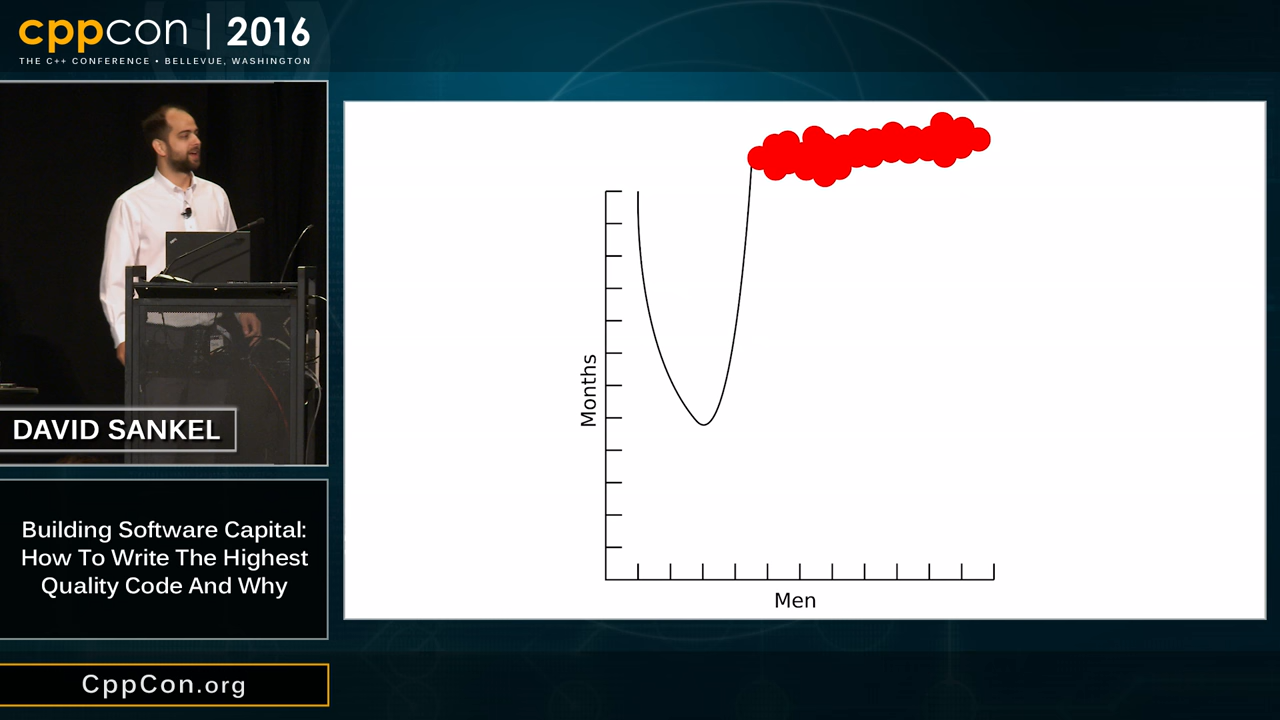 cppcon | 2016
THE C++ CONFERENCE • BELLEVUE, WASHINGTON
DAVID SANKEL
Building Software Capital:
How To Write The Highest
Quality Code And Why
CppCon.org
Months
Men